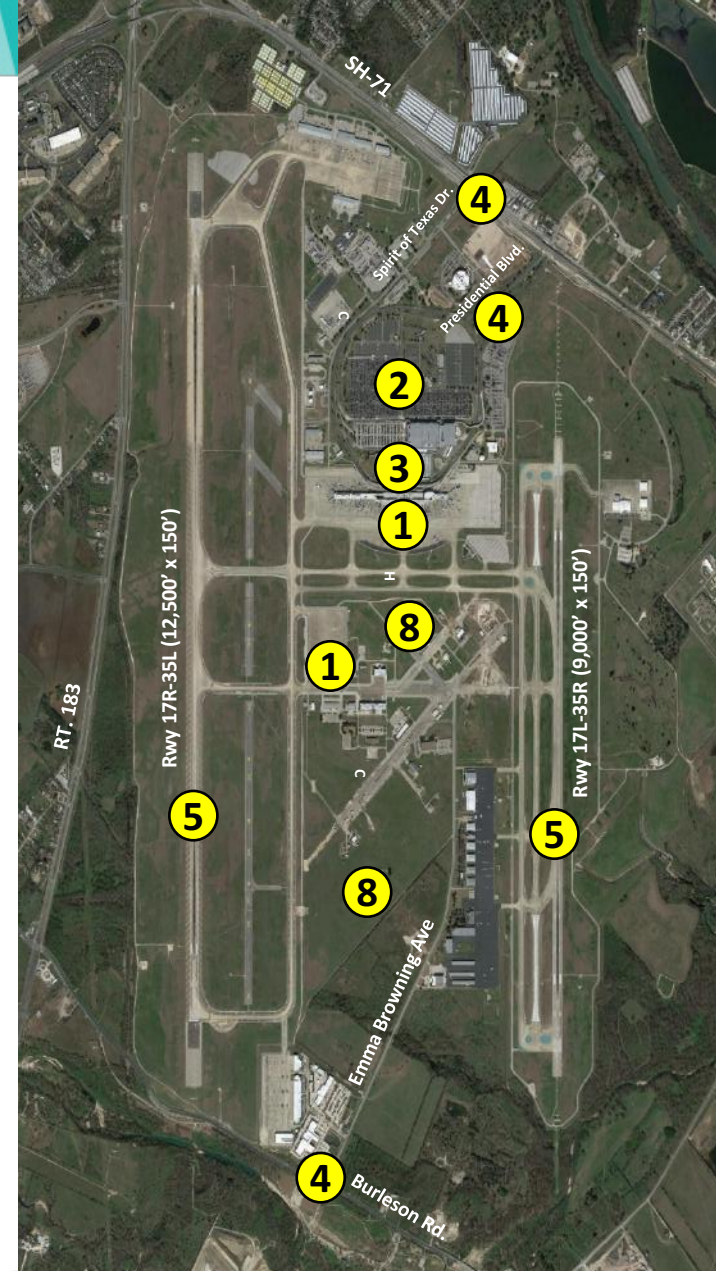 SH-71
4
Spirit of Texas Dr.
Presidential Blvd.
4
C
2
3
1
Rwy 17R-35L (12,500' x 150')
H
Rwy 17L-35R (9,000' x 150')
8
1
RT. 183
C
5
5
8
Emma Browning Ave
4
Burleson Rd.